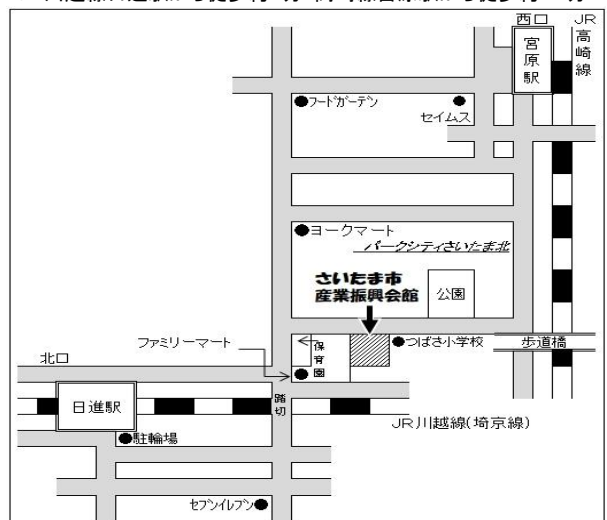 西口
JR
高崎線
宮原駅
フードガーデン
セイムス
ヨークマート
パークシティさいたま北
さいたま市
産業振興会館
公園
ファミリーマート
保育園
つばさ小学校
歩道橋
北口
日進駅
踏切
JR川越線(埼京線)
駐輪場
セブンイレブン